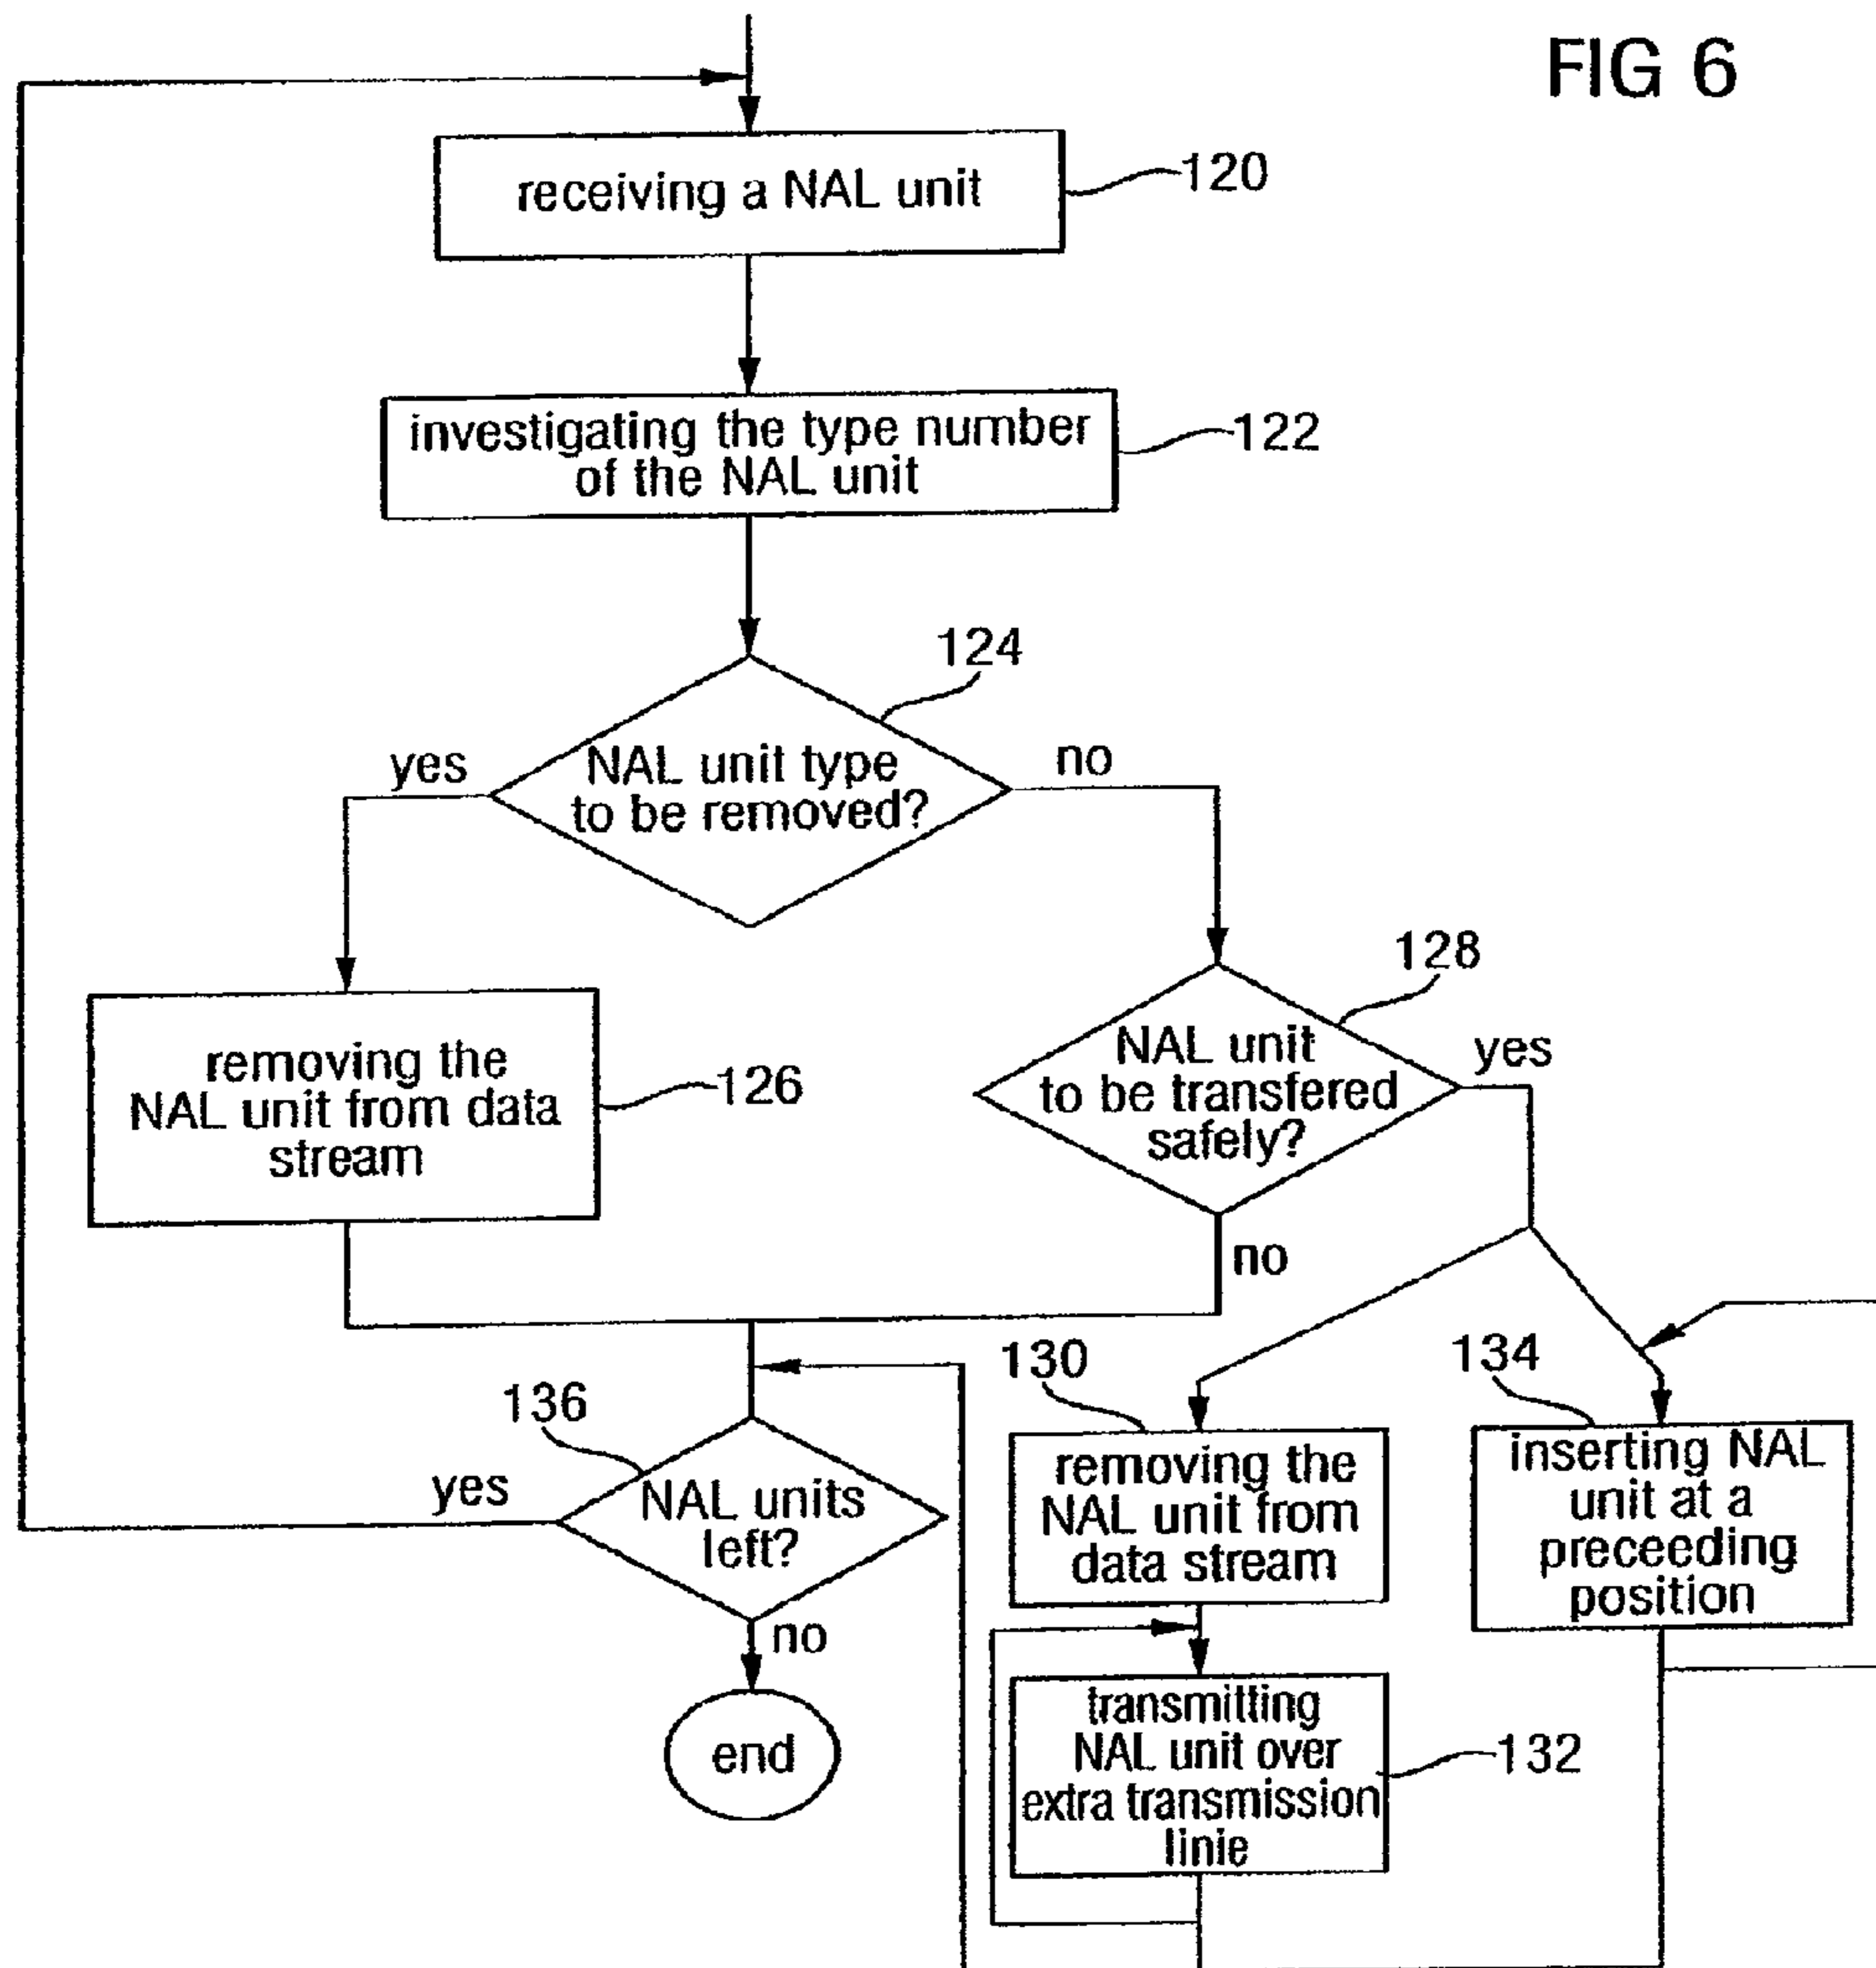 FIG 6
receiving a NAL unit
120
investigating the type number
of the NAL unit
122
124
NAL unit type
to be removed?
yes
no
128
NAL unit
to be transfered
safely?
yes
no
removing the
NAL unit from data
stream
126
130
removing the
NAL unit from
data stream
134
inserting NAL
unit at a
preceeding
position
136
NAL units
left?
yes
no
end
transmitting
NAL unit over
extra transmission
linie
132